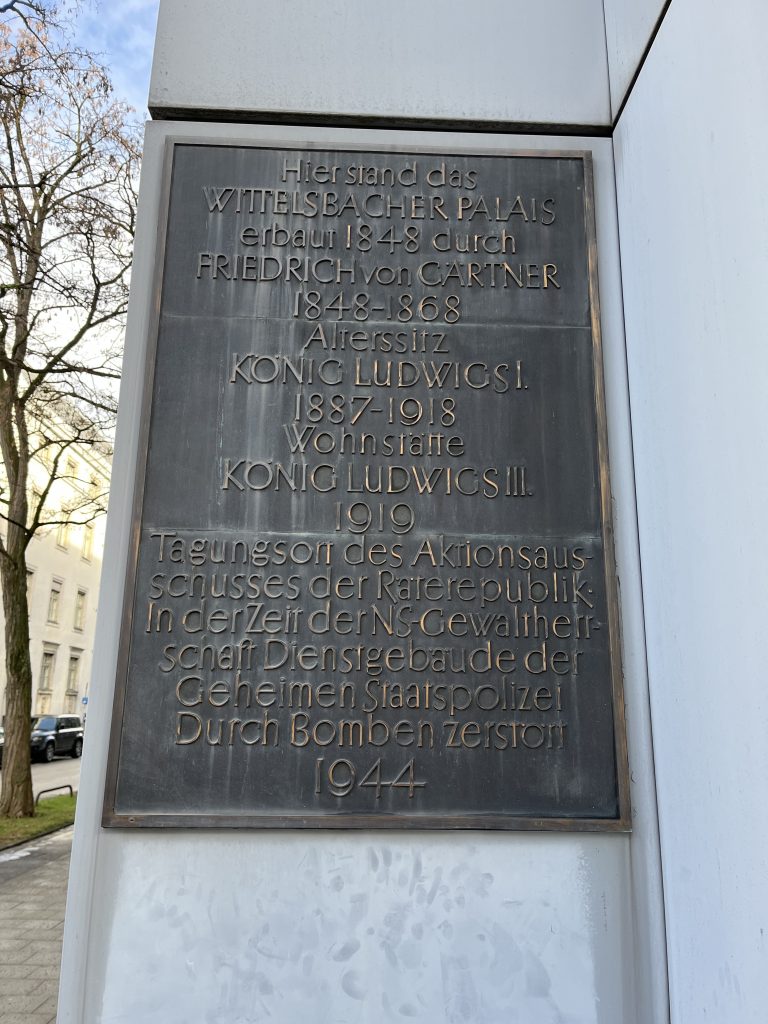 Hier stand das
WITTELSBACHER PALAIS
erbaut 1848 durch
FRIEDRICH von GÄRTNER
1848-1868
Alterssitz
KÖNIG LUDWIGS I.
1887-1918
Wohnstätte
KÖNIG LUDWIGS III.
1919
Tagungsort des Aktionsaus-
schusses der Räterepublik.
In der Zeit der NS-Gewaltherr-
schaft Dienstgebäude der
Geheimen Staatspolizei
Durch Bomben zerstört
1944